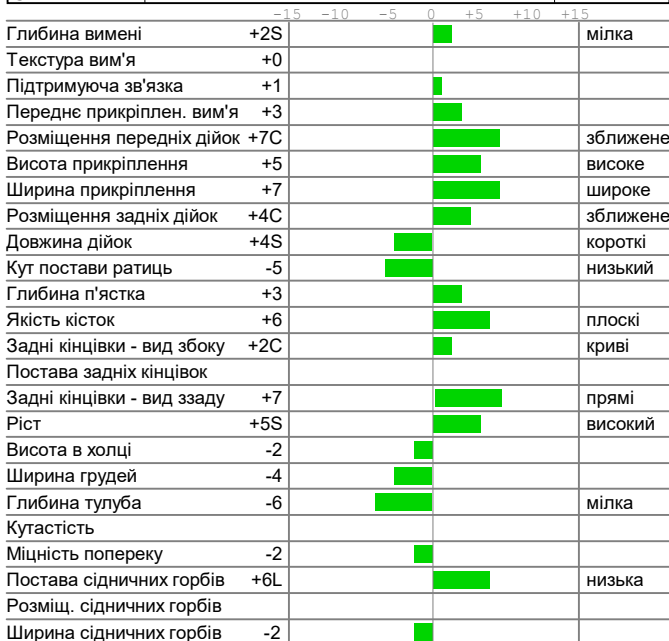 -15 -10 -5 0 +5 +10 +15
Глибина вимені +2S мілка
Текстура вим'я +0
Підтримуюча зв'язка +1
Переднє прикріплен. вим'я +3
Розміщення передніх дійок +7C зближене
Висота прикріплення +5 високе
Ширина прикріплення +7 широке
Розміщення задніх дійок +4C зближене
Довжина дійок +4S короткі
Кут постави ратиць -5 низький
Глибина п'ястка +3
Якість кісток +6 плоскі
Задні кінцівки - вид збоку +2C криві
Постава задніх кінцівок
Задні кінцівки - вид ззаду +7 прямі
Ріст +5S високий
Висота в холці -2
Ширина грудей -4
Глибина тулуба -6 мілка
Кутастість
Міцність попереку -2
Постава сідничних горбів +6L низька
Розміщ. сідничних горбів
Ширина сідничних горбів -2